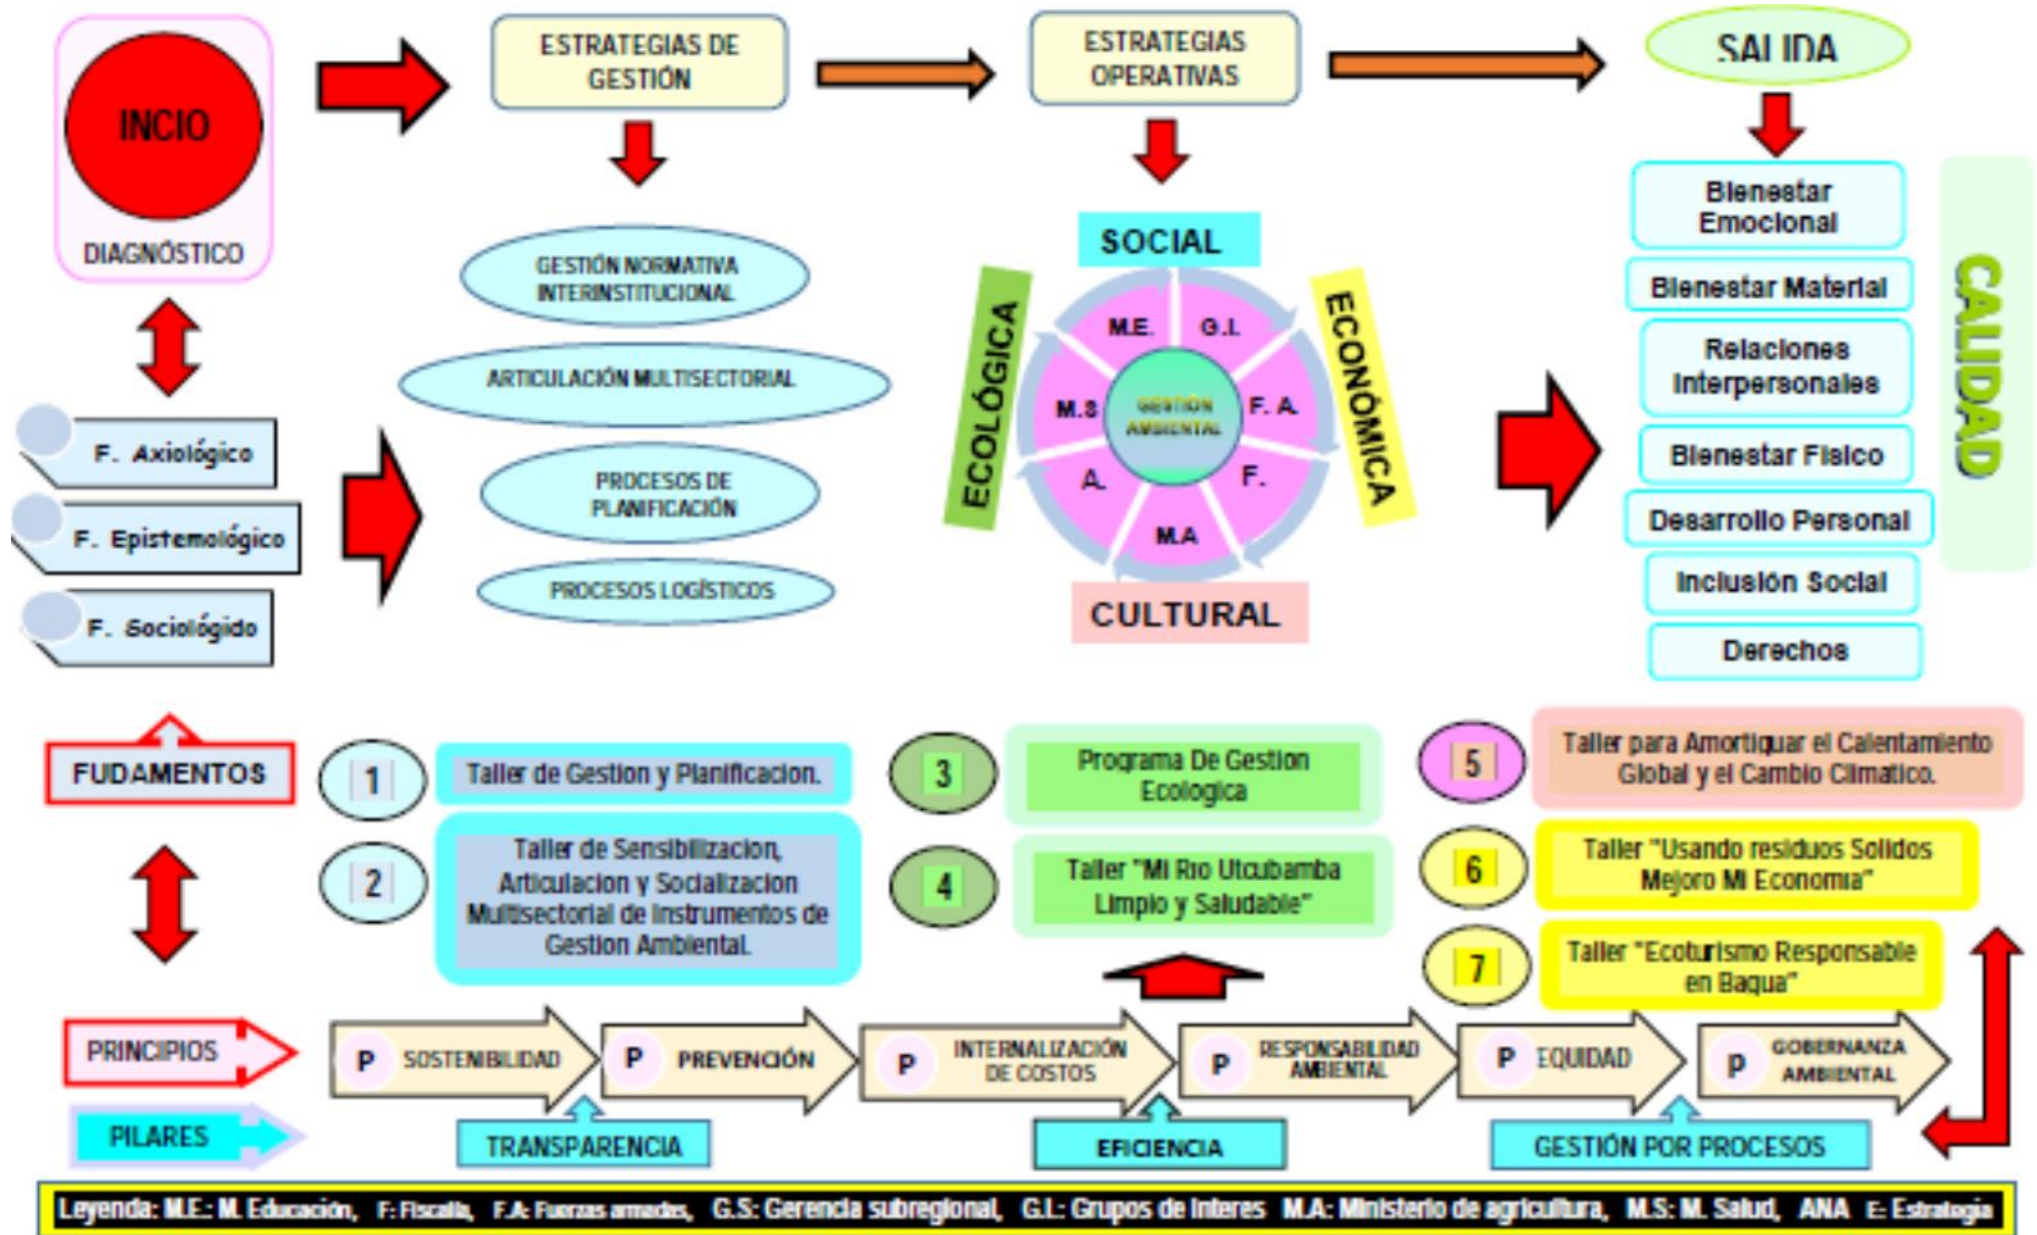 INCIO
DIAGNÓSTICO
ESTRATEGIAS DE
GESTIÓN
ESTRATEGIAS
OPERATIVAS
SALIDA
GESTIÓN NORMATIVA
INTERINSTITUCIONAL
ARTICULACIÓN MULTISECTORIAL
PROCESOS DE
PLANIFICACIÓN
PROCESOS LOGÍSTICOS
SOCIAL
ECOLÓGICA
ECONÓMICA
CULTURAL
M.E.
G.I.
M.S
F. A.
A.
F.
M.A
GESTIÓN
AMBIENTAL
Bienestar
Emocional
Bienestar Material
Relaciones
Interpersonales
Bienestar Fisico
Desarrollo Personal
Inclusión Social
Derechos
CALIDAD
F. Axiológico
F. Epistemológico
F. Sociológido
FUDAMENTOS
1
Taller de Gestion y Planificacion.
2
Taller de Sensibilizacion,
Articulacion y Socializacion
Multisectorial de Instrumentos de
Gestion Ambiental.
3
Programa De Gestion
Ecologica
4
Taller "Mi Rio Utcubamba
Limpio y Saludable"
5
Taller para Amortiguar el Calentamiento
Global y el Cambio Climatico.
6
Taller "Usando residuos Solidos
Mejoro Mi Economia"
7
Taller "Ecoturismo Responsable
en Bagua"
PRINCIPIOS
P SOSTENIBILIDAD
P PREVENCIÓN
P INTERNALIZACIÓN
DE COSTOS
P RESPONSABILIDAD
AMBIENTAL
P EQUIDAD
p GOBERNANZA
AMBIENTAL
PILARES
TRANSPARENCIA
EFICIENCIA
GESTIÓN POR PROCESOS
Leyenda: M.E.: M. Educación, F: Fiscalía, F.A: Fuerzas armadas, G.S: Gerencia subregional, G.I.: Grupos de Interes M.A: Ministerio de agricultura, M.S: M. Salud, ANA E: Estrategia